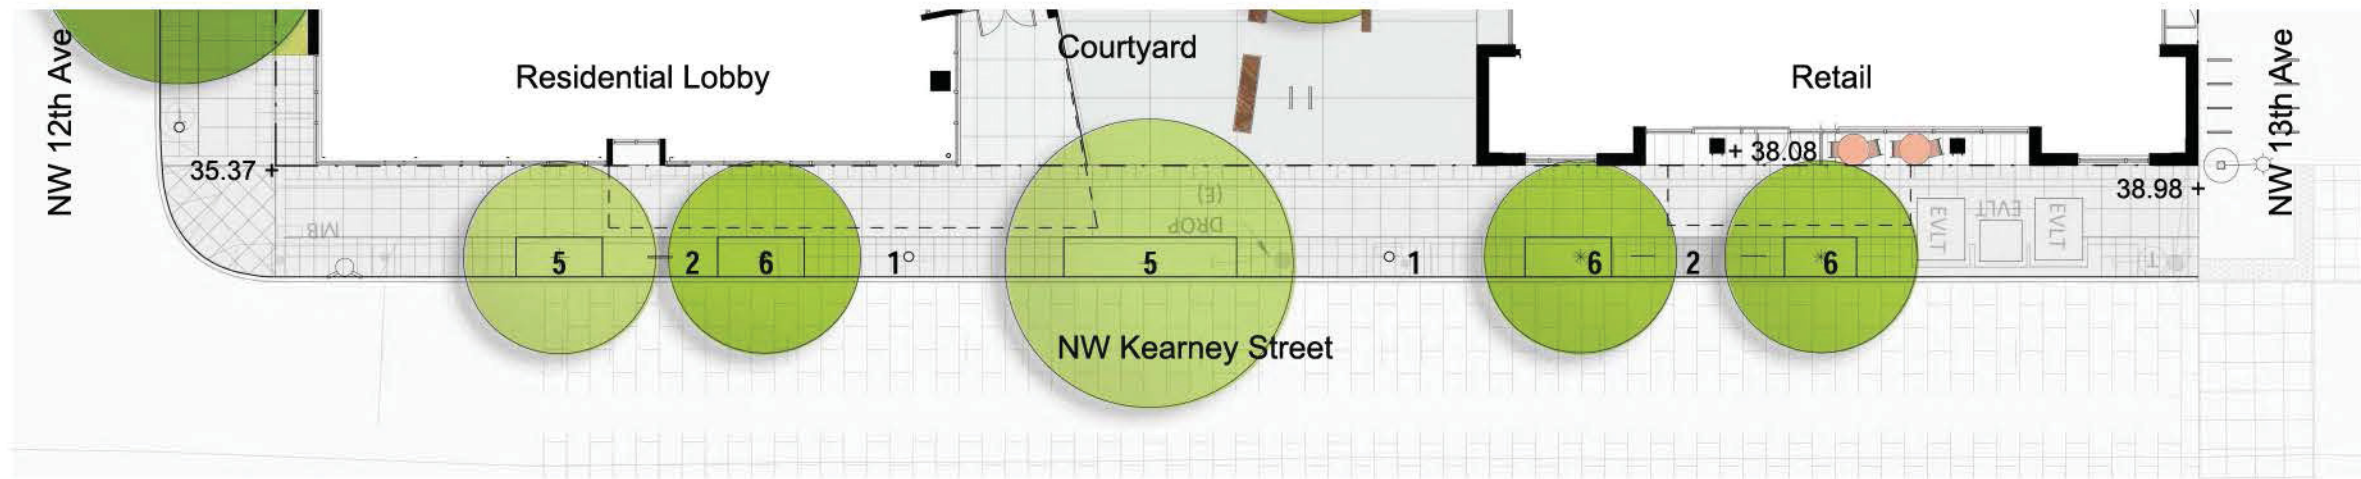 NW 12th Ave
Residential Lobby
Courtyard
Retail
NW 13th Ave
35.37 +
+ 38.08
38.98 +
MB
(E)
DROP
EVLT
EVLT
EVLT
5
2
6
1
5
1
6
2
6
T
NW Kearney Street